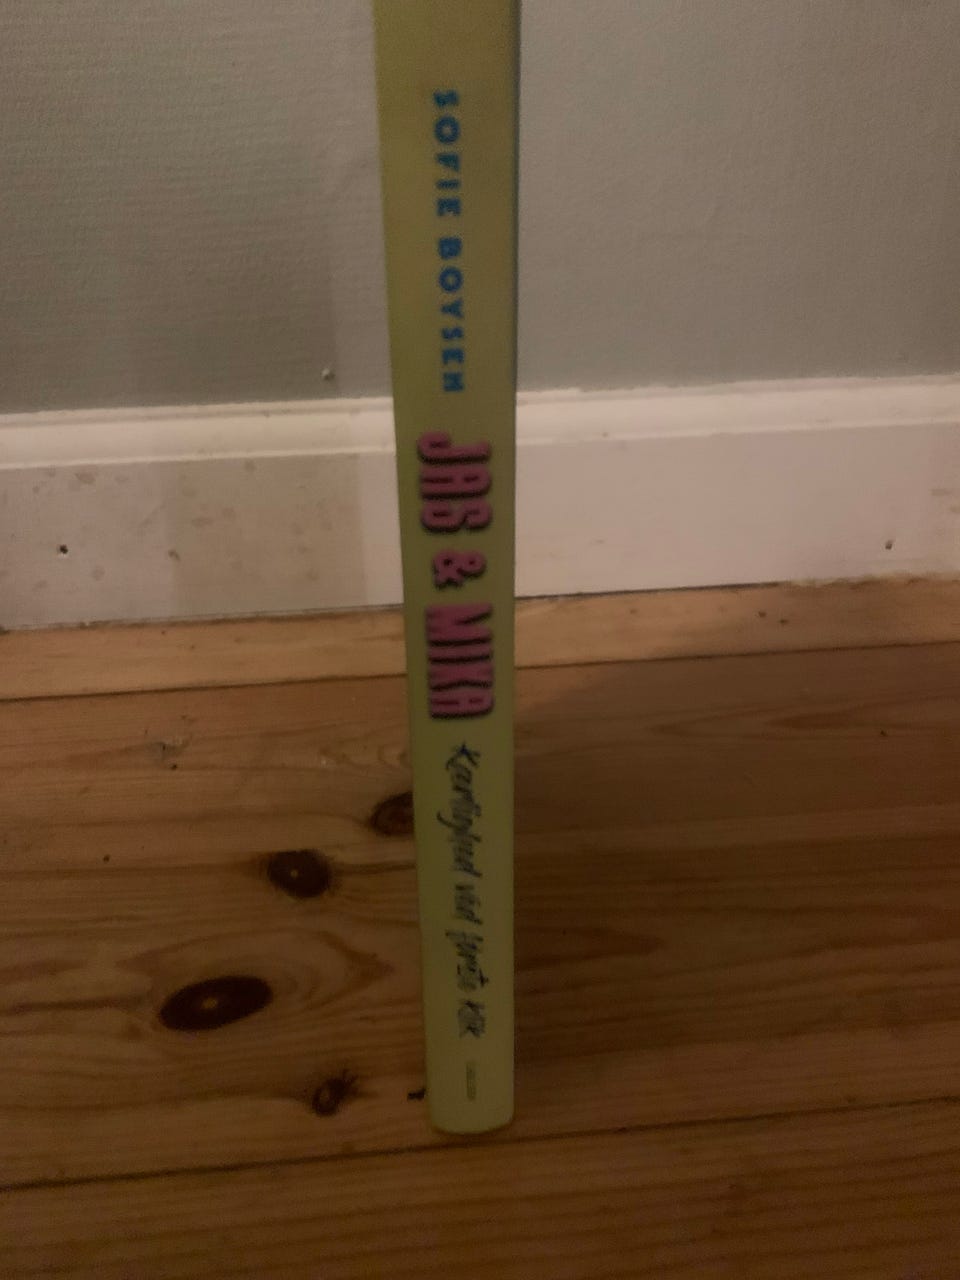 SOFIE BOYSEN
JAS & MIKA
Kærlighed ved første klik